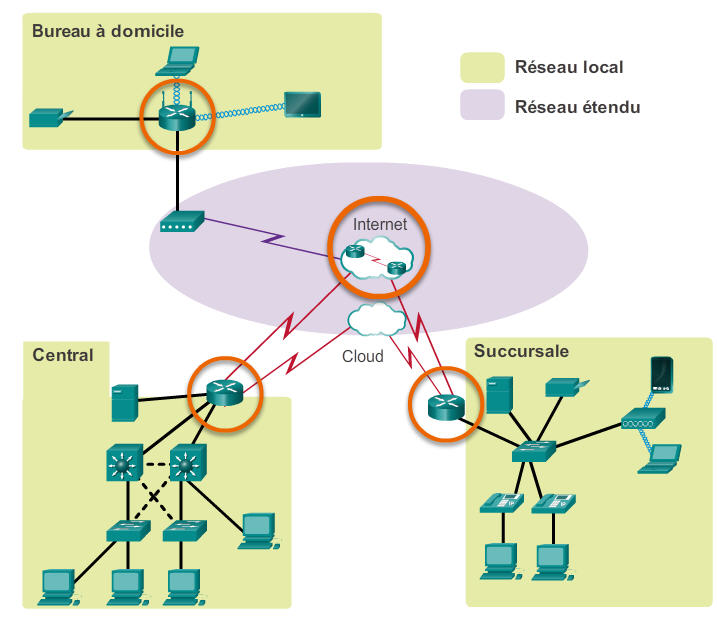 Bureau à domicile
Réseau local
Réseau étendu
Internet
Cloud
Central
Succursale